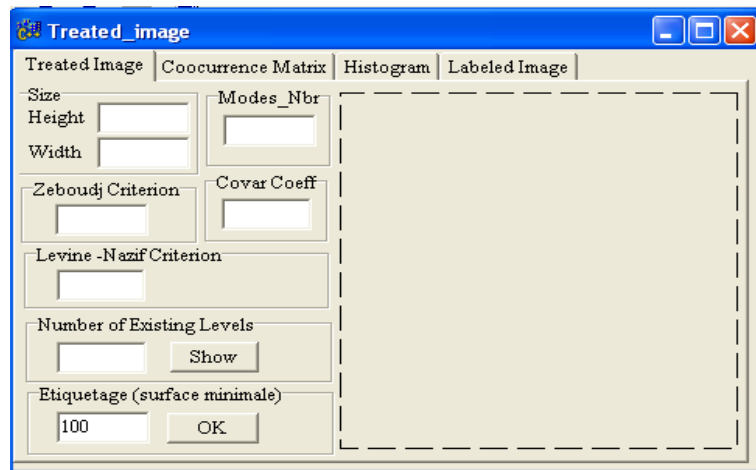 Treated_image
Treated Image Coocurrence Matrix Histogram Labeled Image
Size
Height
Width
Modes_Nbr
Zeboudj Criterion
Covar Coeff
Levine -Nazif Criterion
Number of Existing Levels
Show
Etiquetage (surface minimale)
100 OK